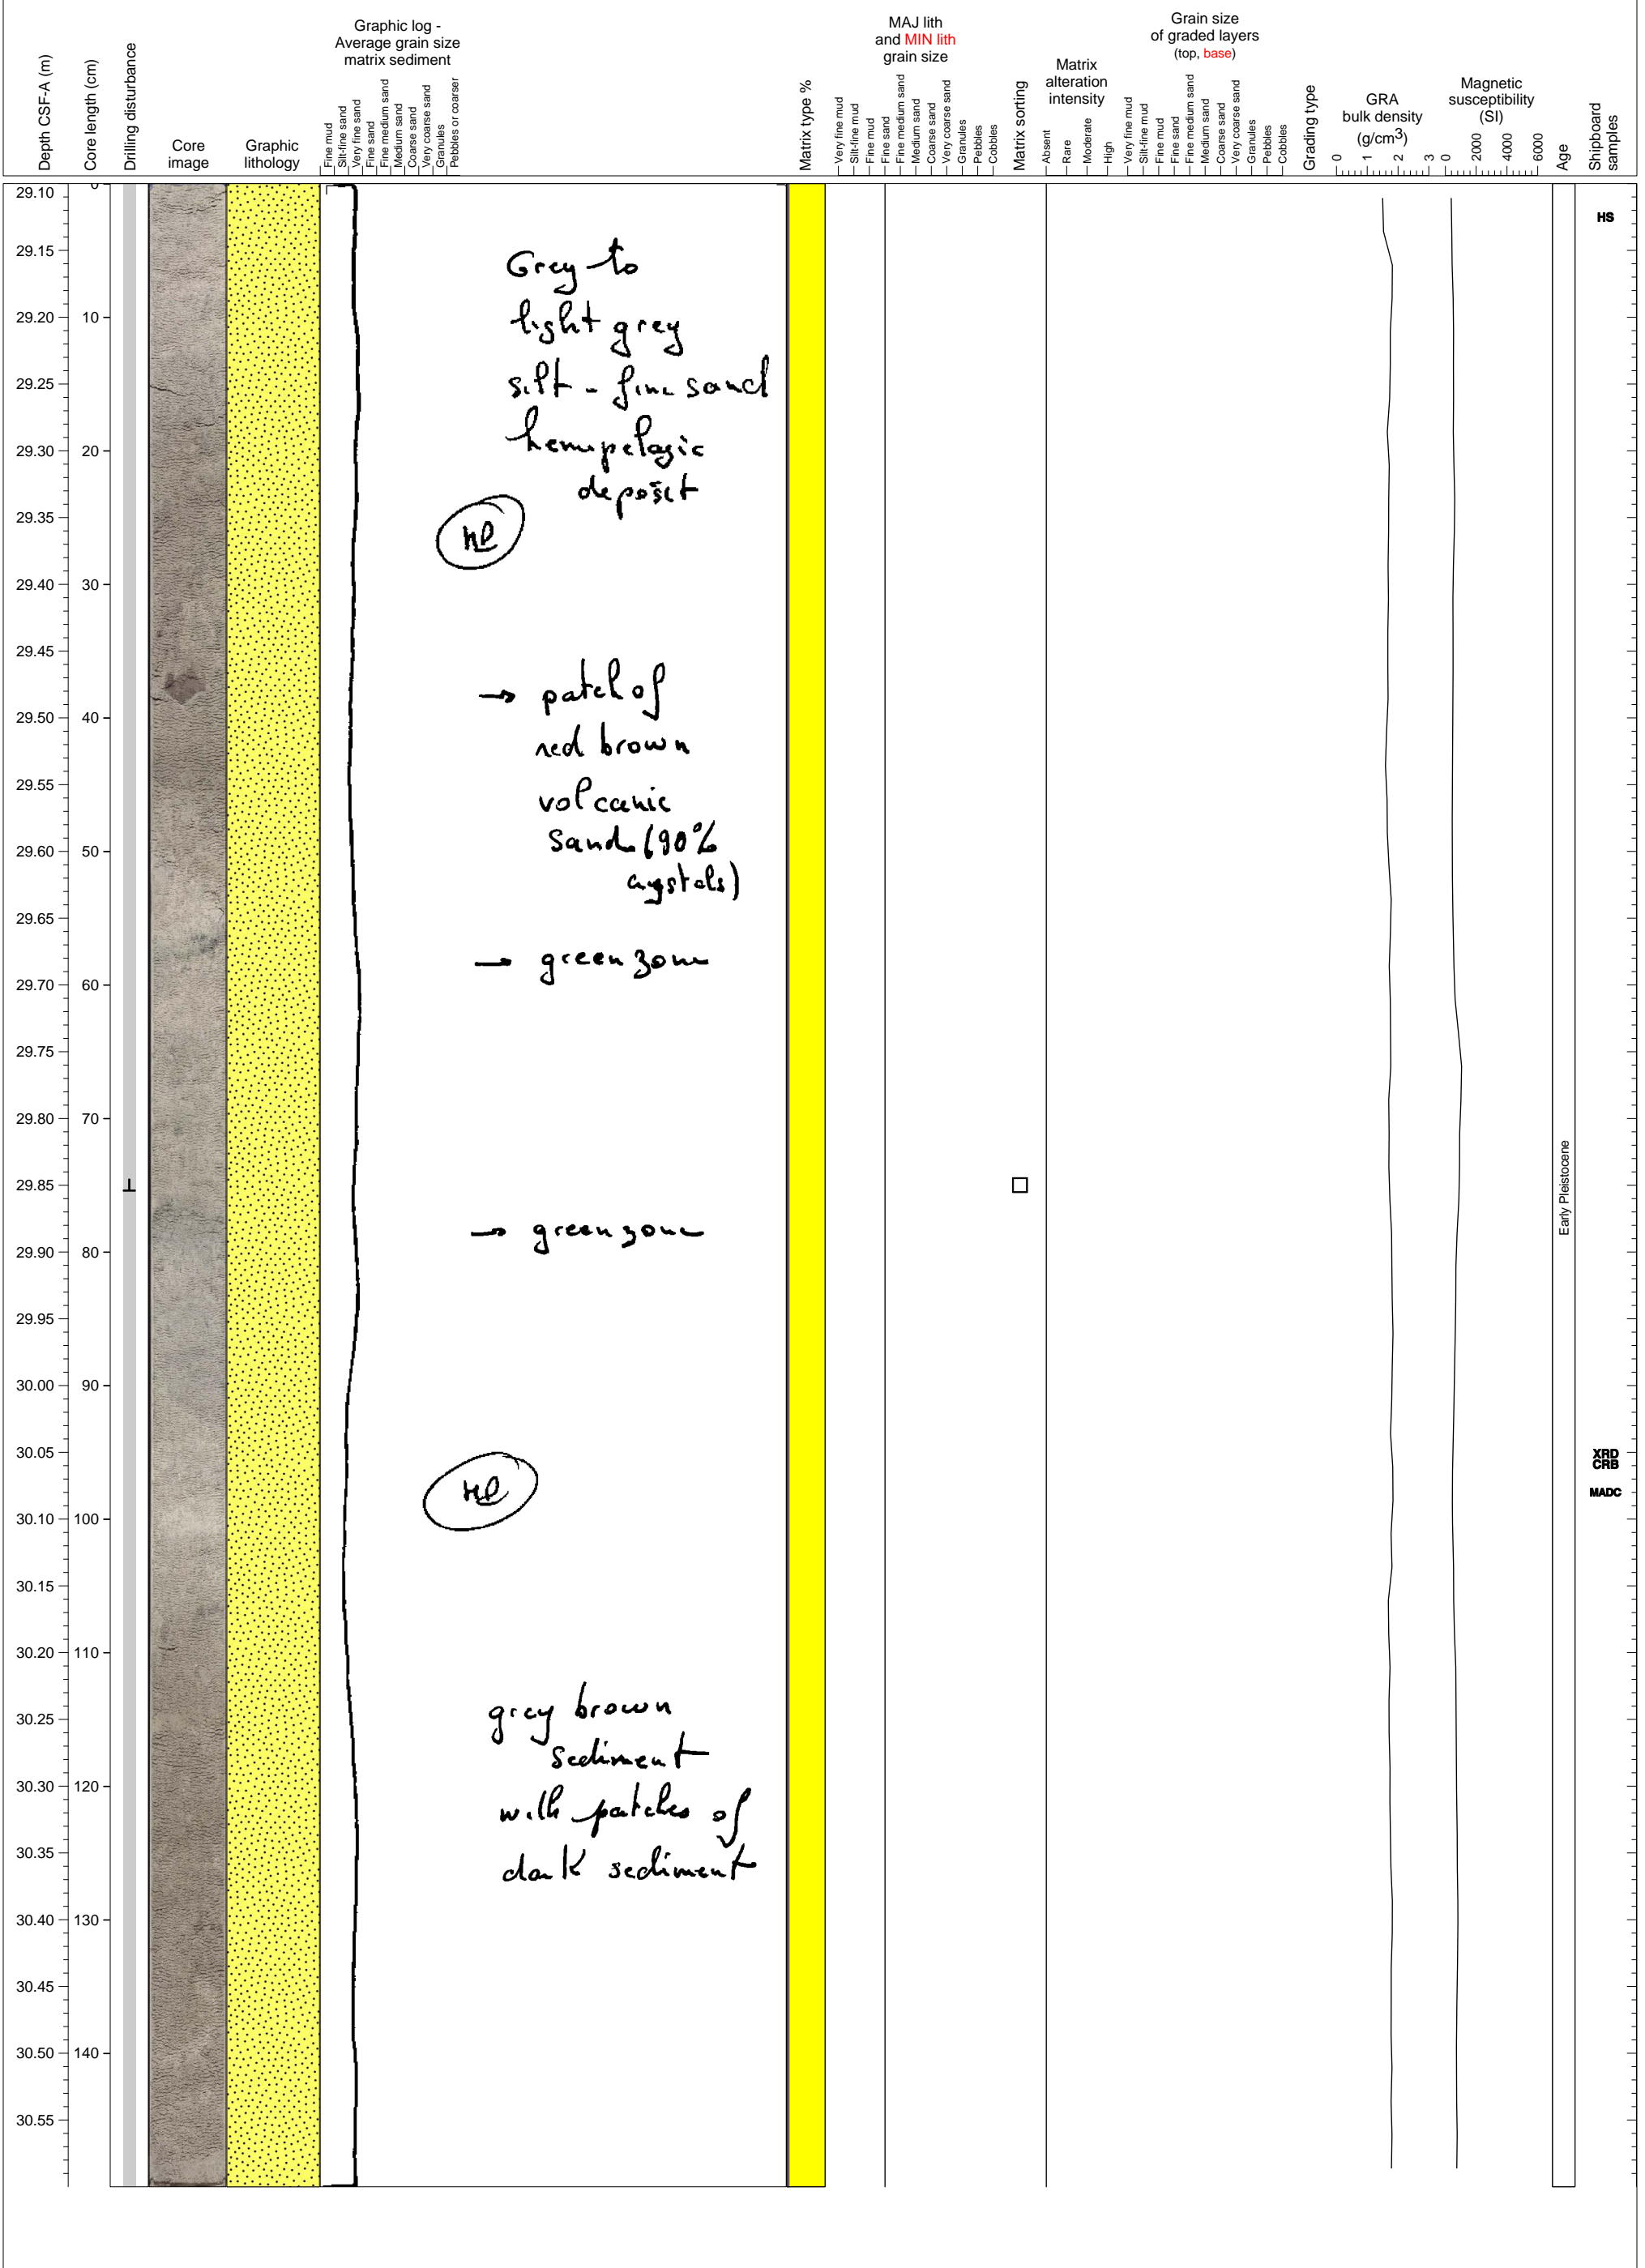 Graphic log -
Average grain size
matrix sediment
MAJ lith
and MIN lith
grain size
Grain size
of graded layers
(top, base)
Matrix
alteration
intensity
GRA
bulk density
(g/cm3)
Magnetic
susceptibility
(SI)
Depth CSF-A (m)
Core length (cm)
Drilling disturbance
Core
image
Graphic
lithology
Fine mud
Silt-fine sand
Very fine sand
Fine sand
Fine medium sand
Medium sand
Coarse sand
Very coarse sand
Granules
Pebbles or coarser
Matrix type %
Very fine mud
Silt-fine mud
Fine mud
Fine sand
Fine medium sand
Medium sand
Coarse sand
Very coarse sand
Granules
Pebbles
Cobbles
Matrix sorting
Absent
Rare
Moderate
High
Very fine mud
Silt-fine mud
Fine mud
Fine sand
Fine medium sand
Medium sand
Coarse sand
Very coarse sand
Granules
Pebbles
Cobbles
Grading type
0 1 2 3
0 2000 4000 6000
Age
Shipboard
samples
29.10 0
HS
29.15
Grey to
29.20 10
light grey
29.25
silt - fine sand
29.30 20
hemipelagic
deposit
29.35
HP
29.40 30
29.45
→ patch of
29.50 40
red brown
29.55
volcanic
29.60 50
sand (90%
crystals)
29.65
→ green zone
29.70 60
29.75
29.80 70
29.85
Early Pleistocene
→ green zone
29.90 80
29.95
30.00 90
30.05
XRD
CRB
HP
MADC
30.10 100
30.15
30.20 110
30.25
grey brown
sediment
30.30 120
with patches of
30.35
dark sediment
30.40 130
30.45
30.50 140
30.55